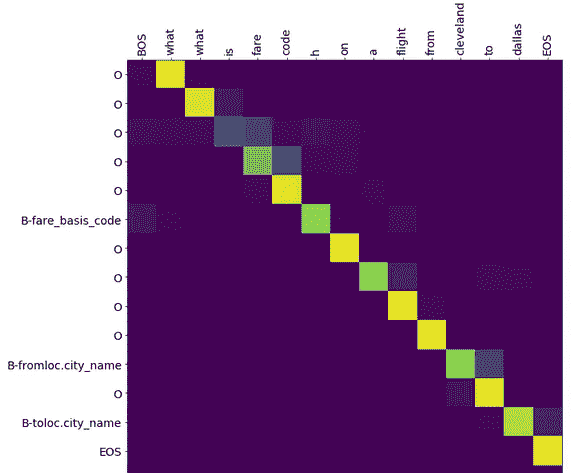 BOS
what
what
is
fare
code
h
on
a
flight
from
cleveland
to
dallas
EOS
O
O
O
O
O
B-fare_basis_code
O
O
O
O
B-fromloc.city_name
O
B-toloc.city_name
EOS